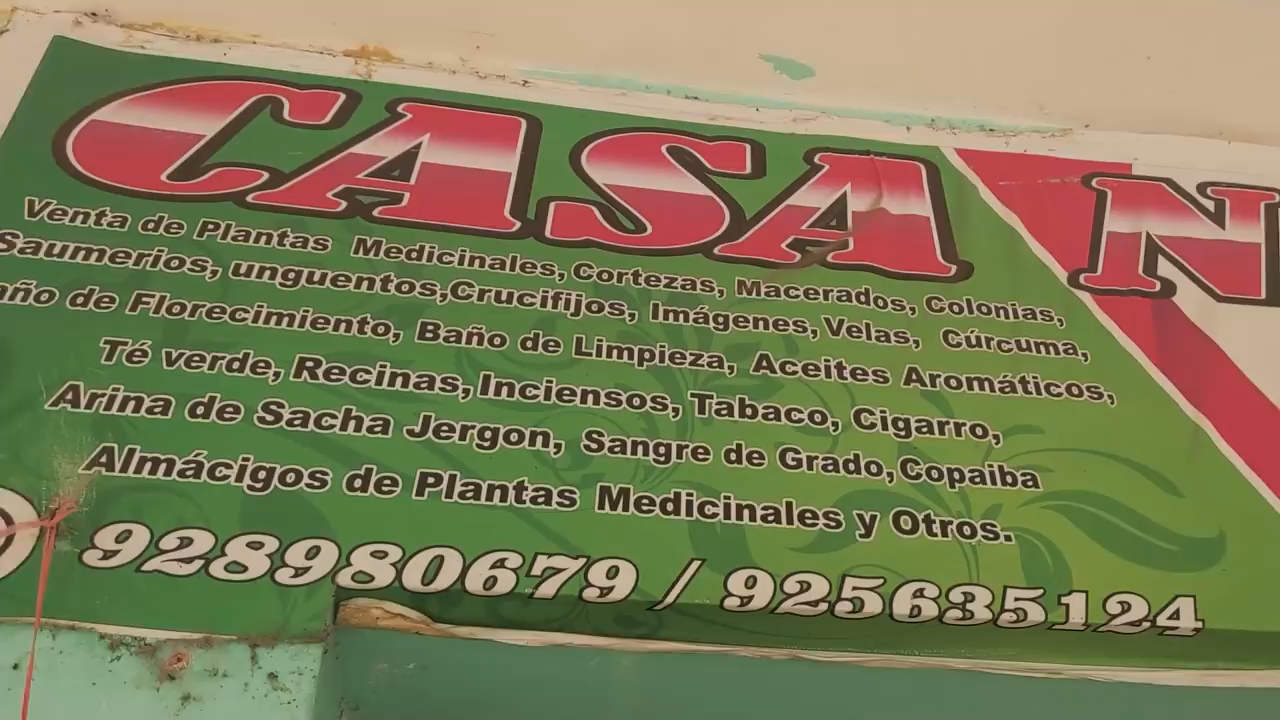 CASA N
Venta de Plantas Medicinales, Cortezas, Macerados, Colonias,
Saumerios, unguentos,Crucifijos, Imágenes, Velas, Cúrcuma,
año de Florecimiento, Baño de Limpieza, Aceites Aromáticos,
Té verde, Recinas, Inciensos, Tabaco, Cigarro,
Arina de Sacha Jergon, Sangre de Grado, Copaiba
Almácigos de Plantas Medicinales y Otros.
928980679 / 925635124